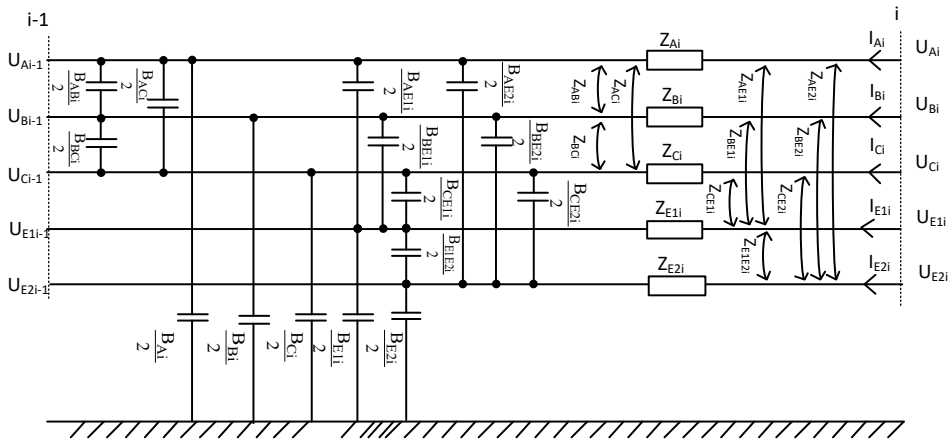 i-1
i
U_Ai-1
Z_Ai
I_Ai
U_Ai
B_ABi
2
B_ACi
2
B_AE1i
2
B_AE2i
2
Z_ABi
Z_ACi
Z_AE1i
Z_AE2i
U_Bi-1
Z_Bi
I_Bi
U_Bi
B_BCi
2
B_BE1i
2
B_BE2i
2
Z_BCi
Z_BE1i
Z_BE2i
U_Ci-1
Z_Ci
I_Ci
U_Ci
B_CE1i
2
B_CE2i
2
Z_CE1i
Z_CE2i
U_E1i-1
Z_E1i
I_E1i
U_E1i
B_E1E2i
2
Z_E1E2i
U_E2i-1
Z_E2i
I_E2i
U_E2i
B_Ai
2
B_Bi
2
B_Ci
2
B_E1i
2
B_E2i
2